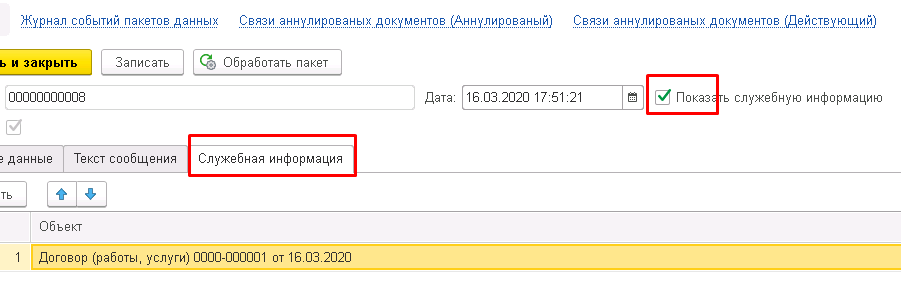 Журнал событий пакетов данных Связи аннулированых документов (Аннулированый) Связи аннулированых документов (Действующий)
ь и закрыть Записать Обработать пакет
00000000008 Дата: 16.03.2020 17:51:21 Показать служебную информацию
е данные Текст сообщения Служебная информация
ть
Объект
1 Договор (работы, услуги) 0000-000001 от 16.03.2020